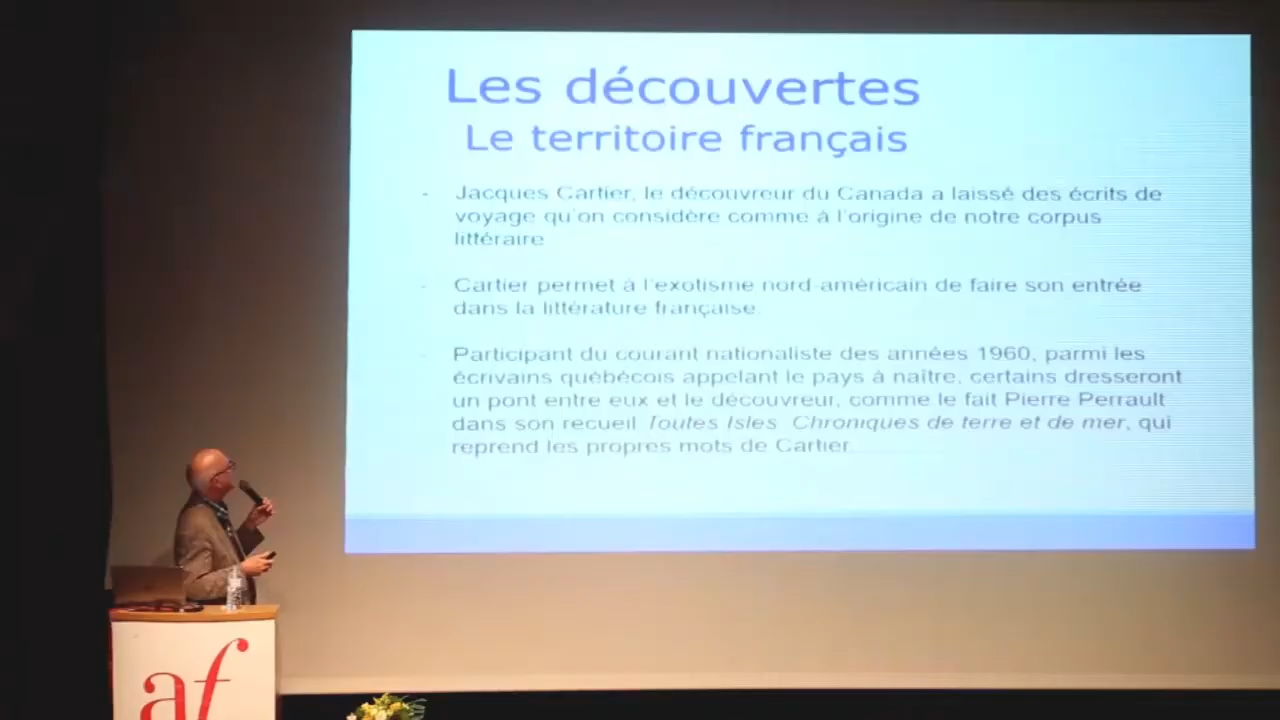 Les découvertes
Le territoire français
- Jacques Cartier, le découvreur du Canada a laissé des écrits de
voyage qu'on considère comme à l'origine de notre corpus
littéraire
- Cartier permet à l'exotisme nord-américain de faire son entrée
dans la littérature française.
- Participant du courant nationaliste des années 1960, parmi les
écrivains québécois appelant le pays à naître, certains dresseront
un pont entre eux et le découvreur, comme le fait Pierre Perrault
dans son recueil Toutes Isles Chroniques de terre et de mer, qui
reprend les propres mots de Cartier.
af